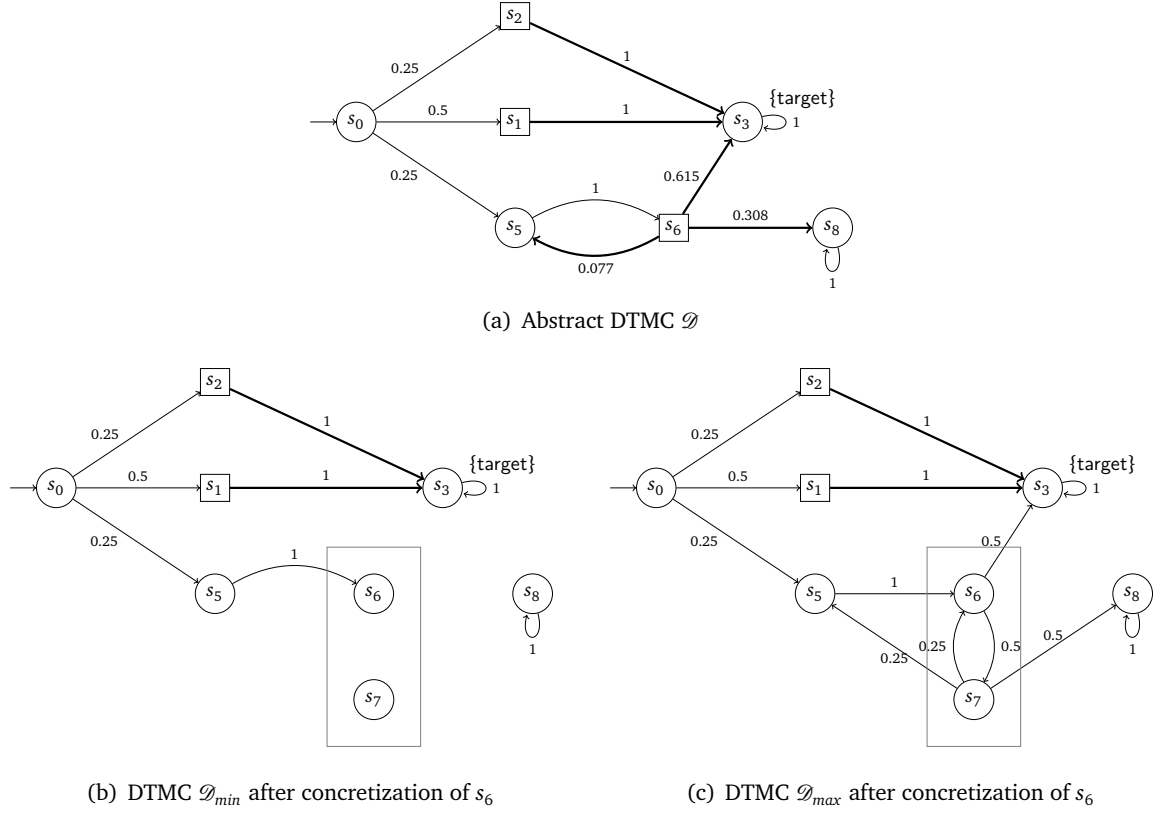 s2
0.25
1
{target}
s0
0.5
s1
1
s3
1
0.25
0.615
1
s5
s6
0.308
s8
0.077
1
(a) Abstract DTMC 𝒟
s2
0.25
1
{target}
s0
0.5
s1
1
s3
1
0.25
1
s5
s6
s8
1
s7
s2
0.25
1
{target}
s0
0.5
s1
1
s3
1
0.25
0.5
1
s5
s6
s8
0.25
0.5
0.5
1
0.25
s7
(b) DTMC 𝒟min after concretization of s6
(c) DTMC 𝒟max after concretization of s6